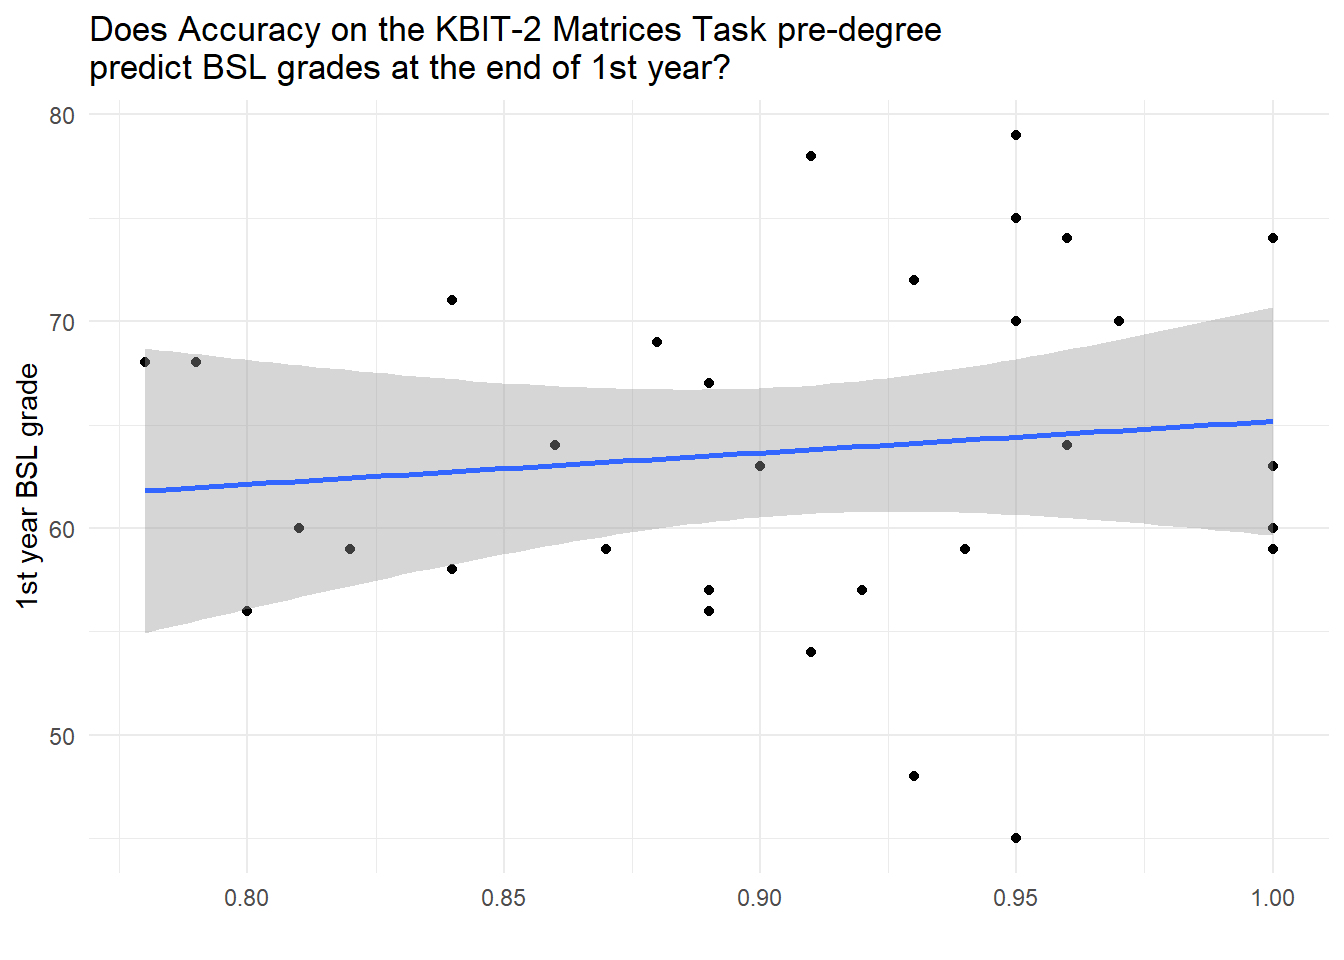 Does Accuracy on the KBIT-2 Matrices Task pre-degree
predict BSL grades at the end of 1st year?
80
70
60
50
1st year BSL grade
0.80 0.85 0.90 0.95 1.00